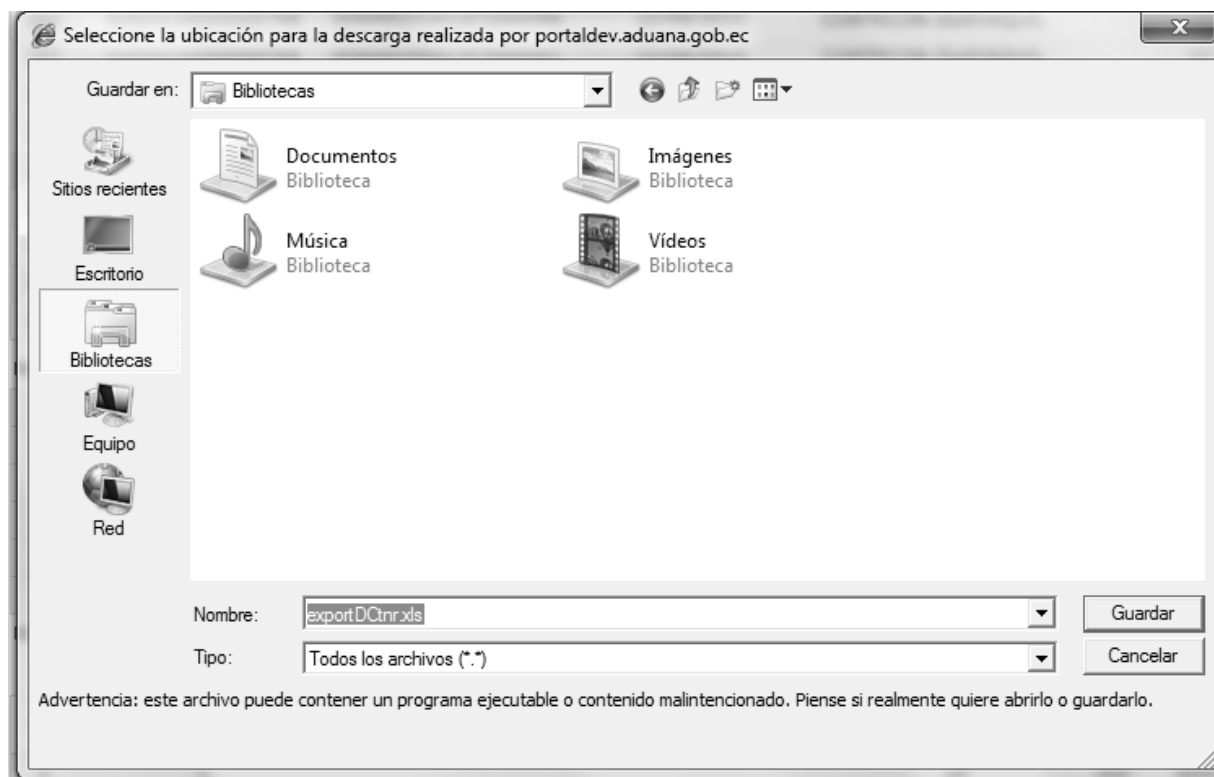 Seleccione la ubicación para la descarga realizada por portaldev.aduana.gob.ec
x
Guardar en:
Bibliotecas
Sitios recientes
Escritorio
Bibliotecas
Equipo
Red
Documentos
Biblioteca
Imágenes
Biblioteca
Música
Biblioteca
Vídeos
Biblioteca
Nombre:
exportDCtnr.xls
Guardar
Tipo:
Todos los archivos (*.*)
Cancelar
Advertencia: este archivo puede contener un programa ejecutable o contenido malintencionado. Piense si realmente quiere abrirlo o guardarlo.